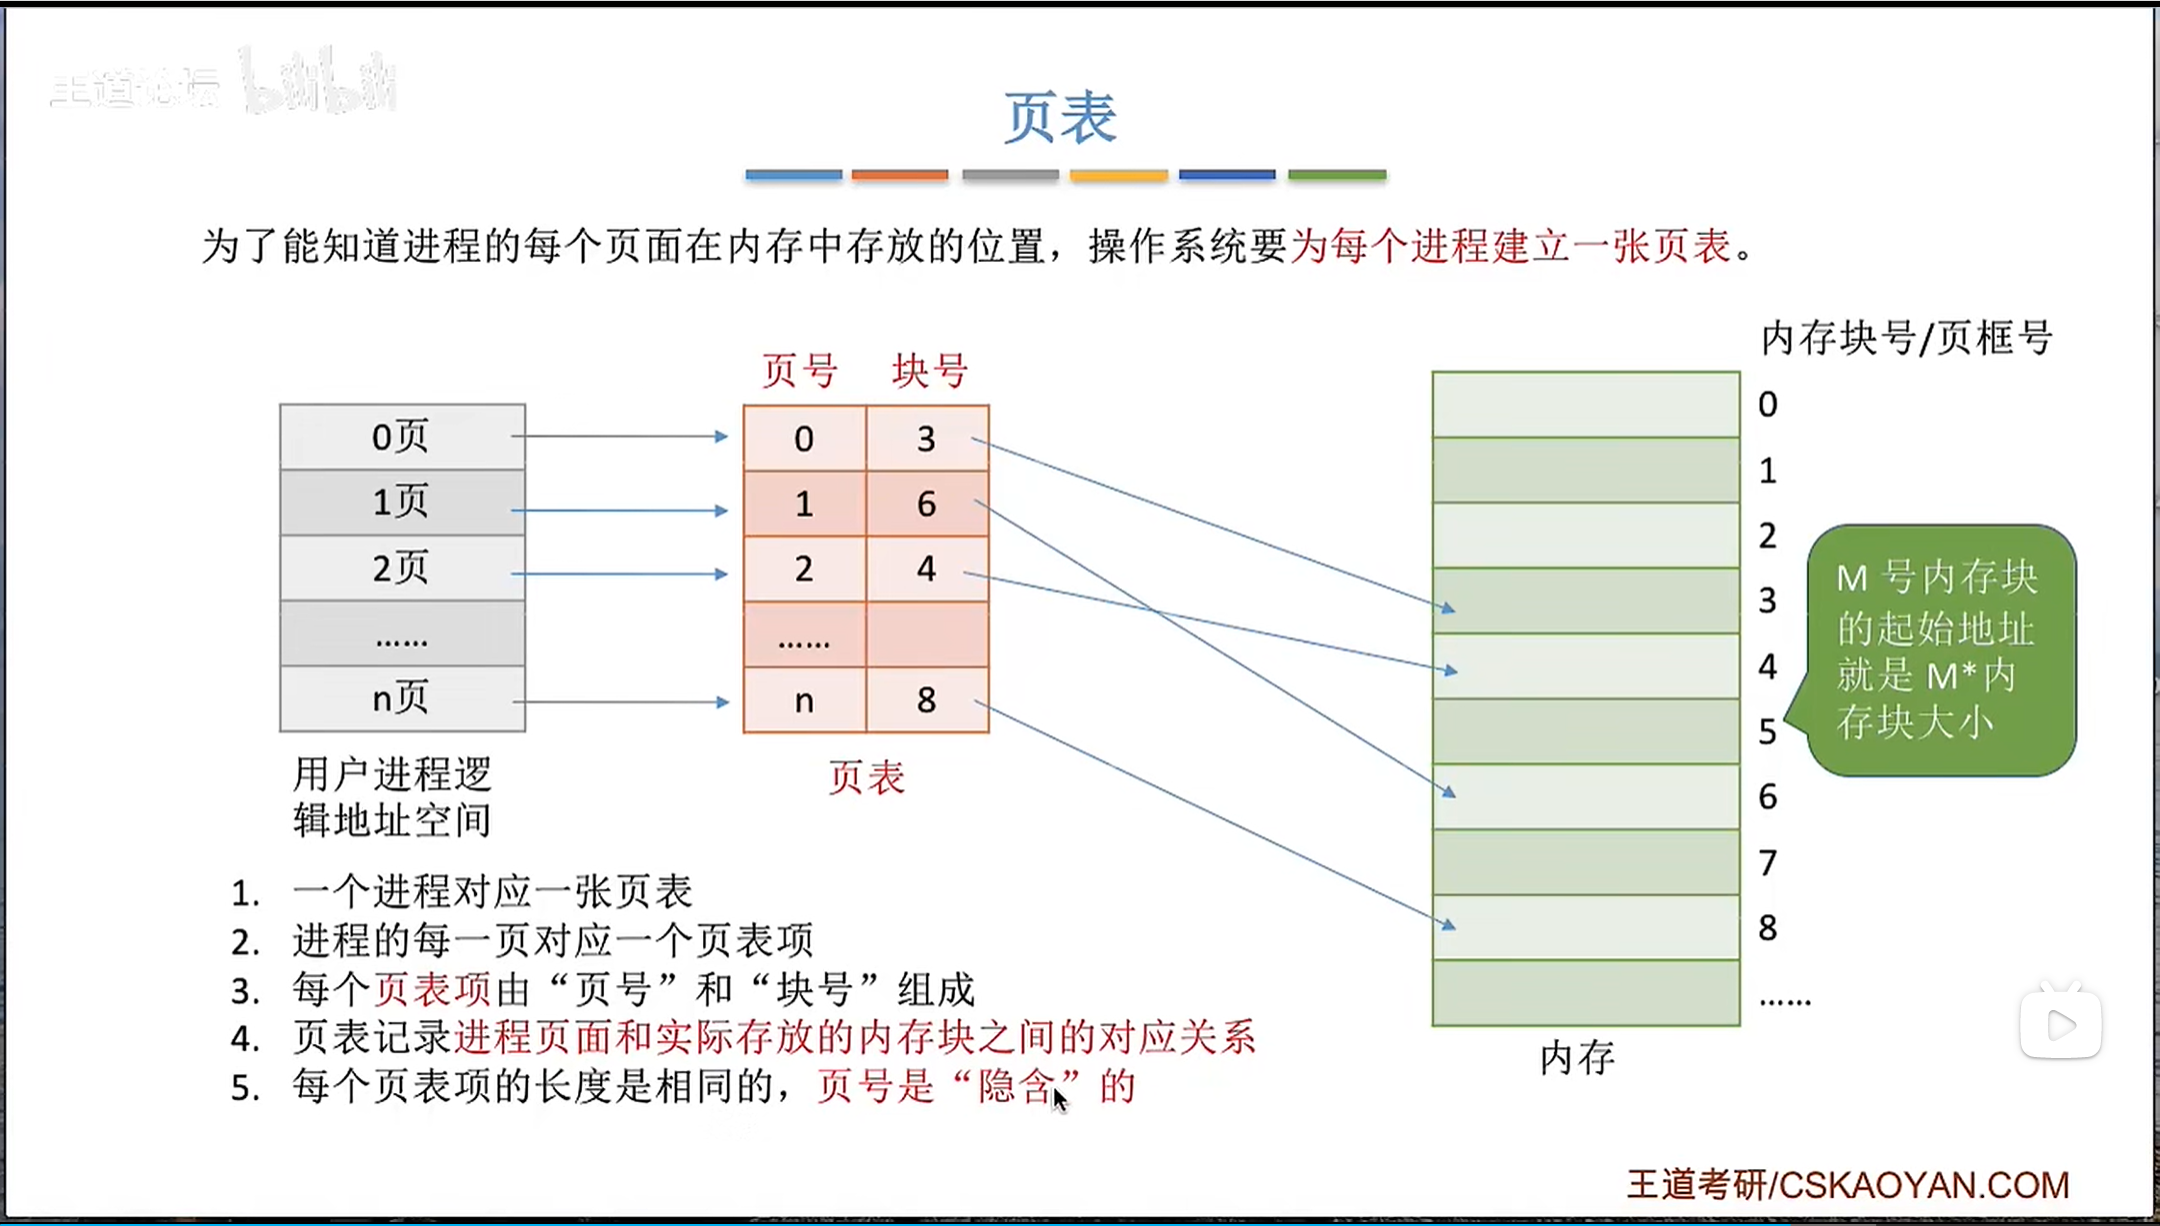 王道论坛 bilibili
页表
为了能知道进程的每个页面在内存中存放的位置，操作系统要为每个进程建立一张页表。
内存块号/页框号
页号 块号
0页
1页
2页
……
n页
用户进程逻
辑地址空间
0 3
1 6
2 4
……
n 8
页表
0
1
2
3
4
5
6
7
8
……
内存
M 号内存块
的起始地址
就是 M*内
存块大小
1. 一个进程对应一张页表
2. 进程的每一页对应一个页表项
3. 每个页表项由“页号”和“块号”组成
4. 页表记录进程页面和实际存放的内存块之间的对应关系
5. 每个页表项的长度是相同的，页号是“隐含”的
王道考研/CSKAOYAN.COM